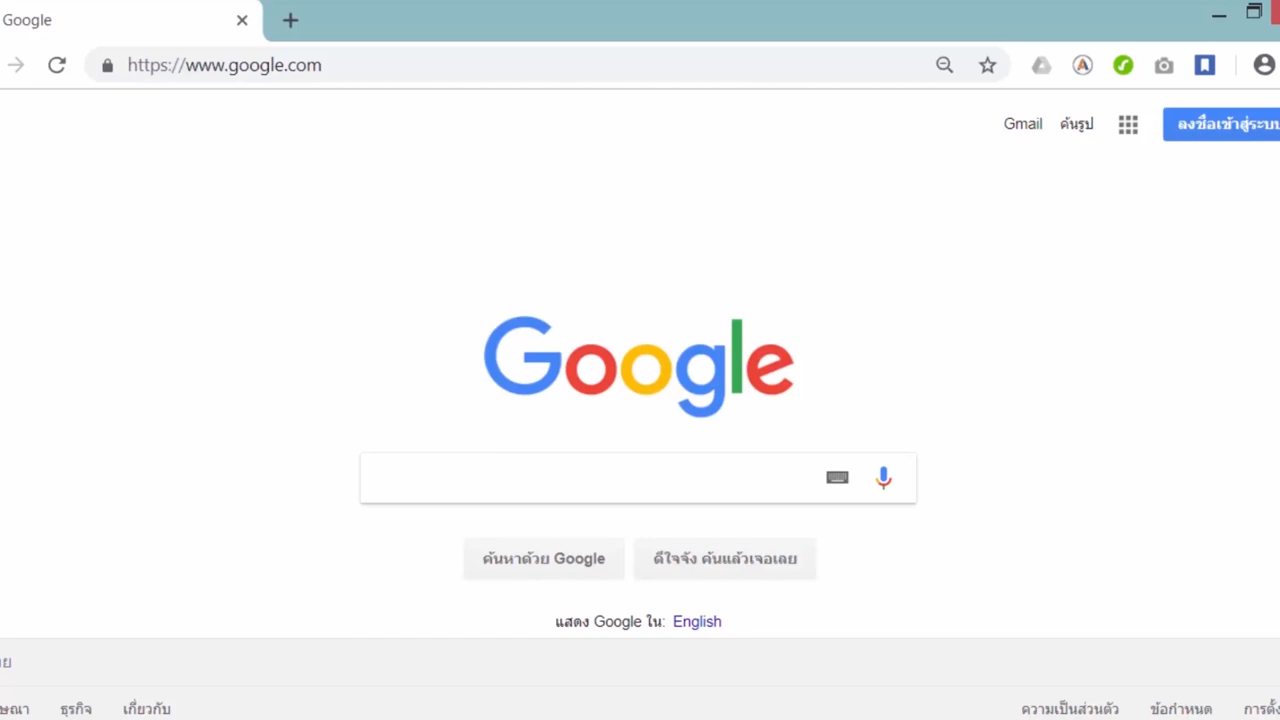 Google
https://www.google.com
Gmail ค้นรูป ลงชื่อเข้าสู่ระบบ
Google
ค้นหาด้วย Google ดีใจจัง ค้นแล้วเจอเลย
แสดง Google ใน: English
ธุรกิจ เกี่ยวกับ ความเป็นส่วนตัว ข้อกำหนด